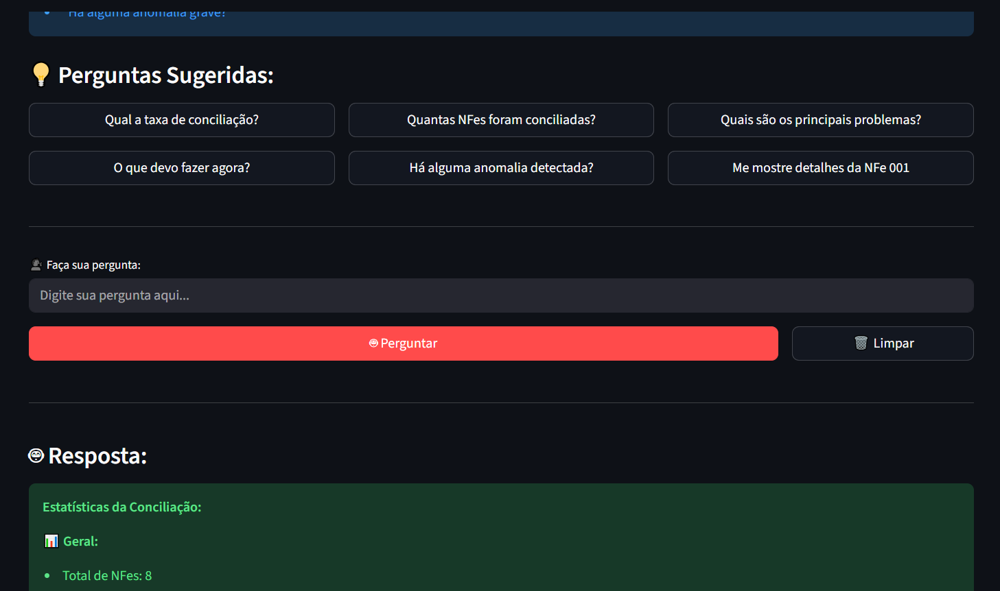 Há alguma anomalia grave?
Perguntas Sugeridas:
Qual a taxa de conciliação?
Quantas NFes foram conciliadas?
Quais são os principais problemas?
O que devo fazer agora?
Há alguma anomalia detectada?
Me mostre detalhes da NFe 001
Faça sua pergunta:
Digite sua pergunta aqui...
Perguntar
Limpar
Resposta:
Estatísticas da Conciliação:
Geral:
Total de NFes: 8